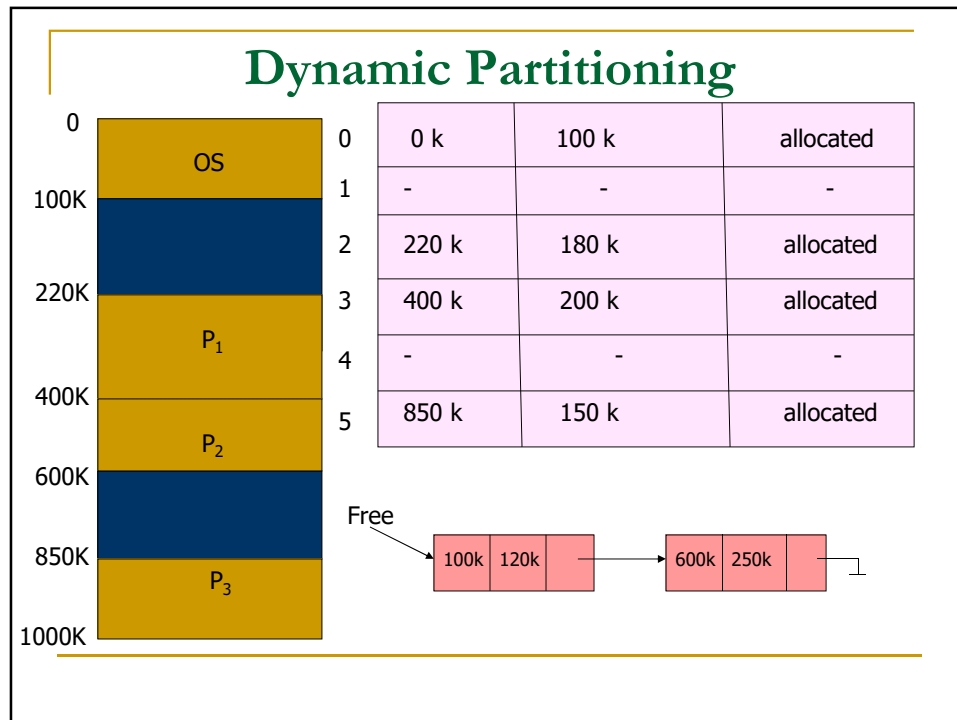 Dynamic Partitioning
0
OS
100K
220K
P₁
400K
P₂
600K
850K
P₃
1000K
0 0 k 100 k allocated
1 - - -
2 220 k 180 k allocated
3 400 k 200 k allocated
4 - - -
5 850 k 150 k allocated
Free
100k 120k
600k 250k